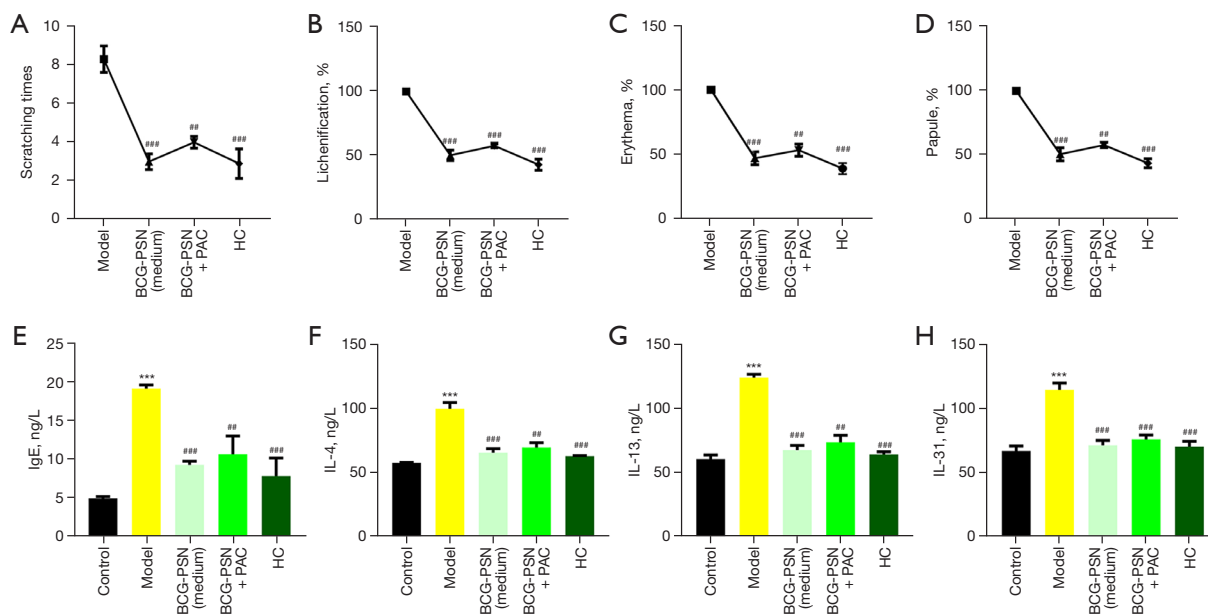 A
Scratching times
10
8
6
4
2
0
###
##
###
Model
BCG-PSN
(medium)
BCG-PSN
+ PAC
HC
B
Lichenification, %
150
100
50
0
###
###
###
Model
BCG-PSN
(medium)
BCG-PSN
+ PAC
HC
C
Erythema, %
150
100
50
0
###
##
###
Model
BCG-PSN
(medium)
BCG-PSN
+ PAC
HC
D
Papule, %
150
100
50
0
###
##
###
Model
BCG-PSN
(medium)
BCG-PSN
+ PAC
HC
E
IgE, ng/L
25
20
15
10
5
0
***
###
##
###
Control
Model
BCG-PSN
(medium)
BCG-PSN
+ PAC
HC
F
IL-4, ng/L
150
100
50
0
***
###
##
###
Control
Model
BCG-PSN
(medium)
BCG-PSN
+ PAC
HC
G
IL-13, ng/L
150
100
50
0
***
###
##
###
Control
Model
BCG-PSN
(medium)
BCG-PSN
+ PAC
HC
H
IL-31, ng/L
150
100
50
0
***
###
##
###
Control
Model
BCG-PSN
(medium)
BCG-PSN
+ PAC
HC